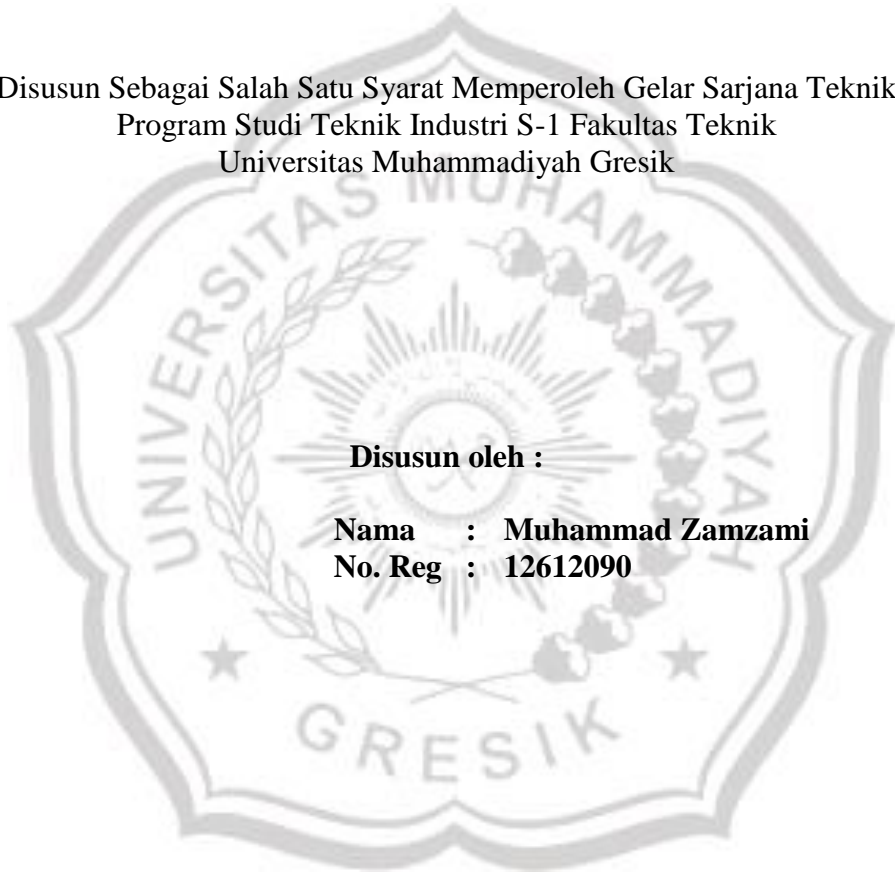 Disusun Sebagai Salah Satu Syarat Memperoleh Gelar Sarjana Teknik
Program Studi Teknik Industri S-1 Fakultas Teknik
Universitas Muhammadiyah Gresik
UNIVERSITAS MUHAMMADIYAH
Disusun oleh :
Nama : Muhammad Zamzami
No. Reg : 12612090
GRESIK